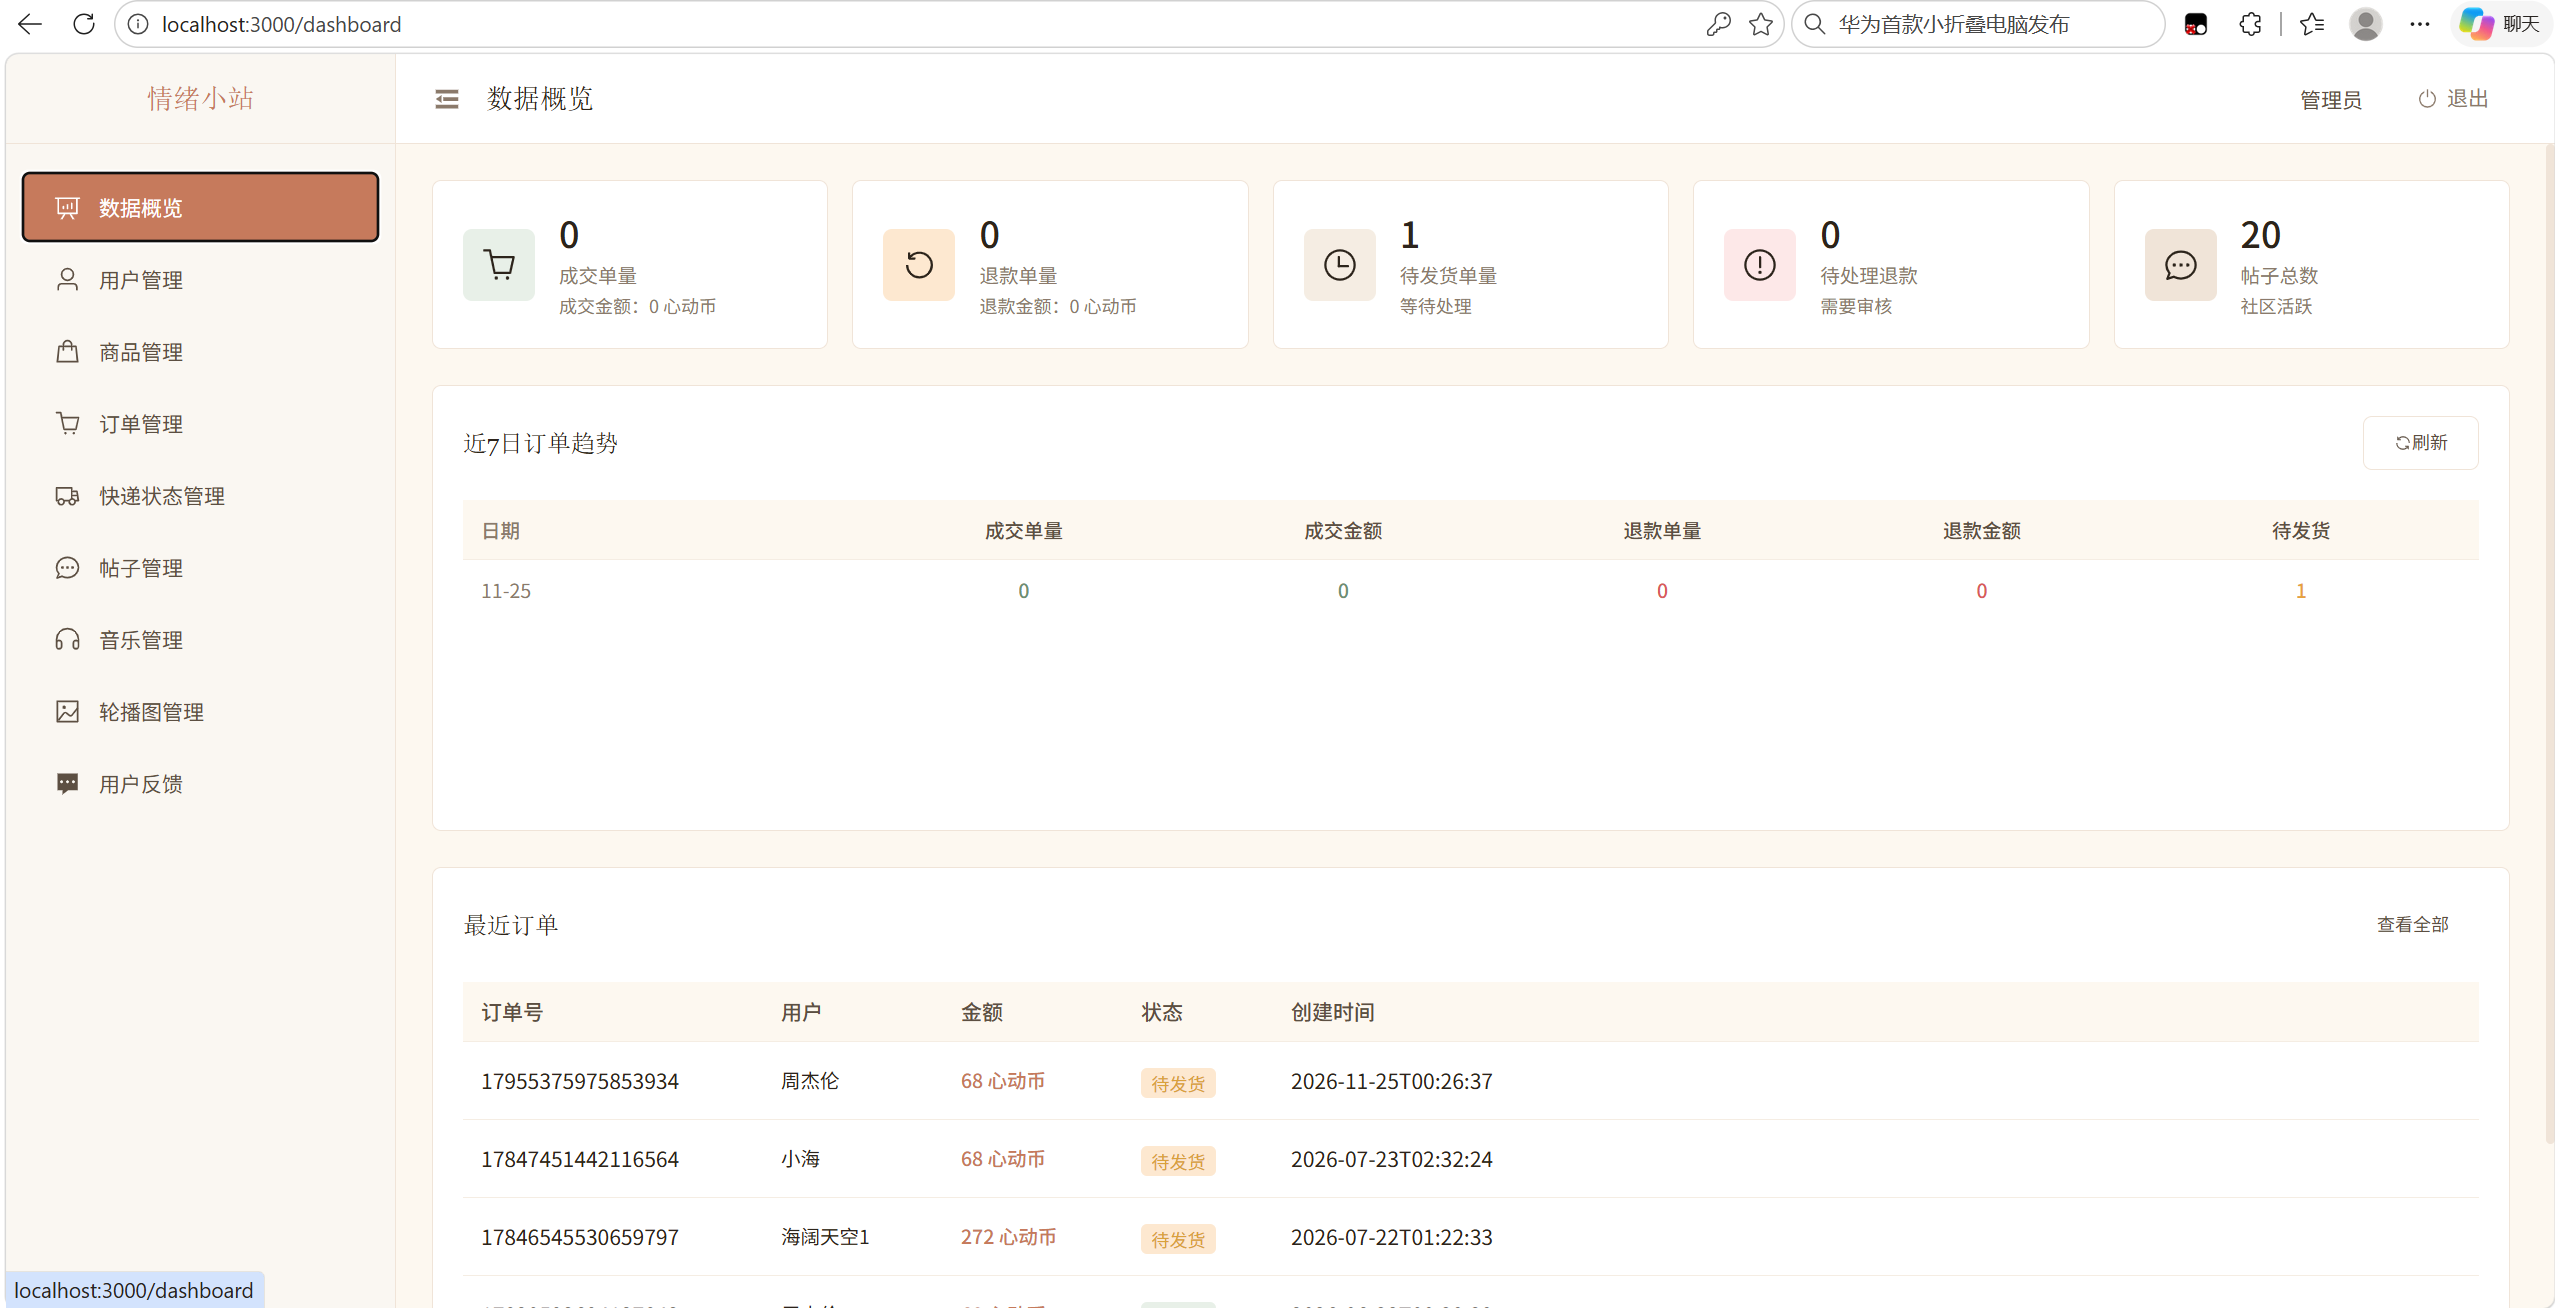 localhost:3000/dashboard
华为首款小折叠电脑发布
聊天
情绪小站
数据概览
管理员
退出
数据概览
用户管理
商品管理
订单管理
快递状态管理
帖子管理
音乐管理
轮播图管理
用户反馈
0
成交单量
成交金额：0 心动币
0
退款单量
退款金额：0 心动币
1
待发货单量
等待处理
0
待处理退款
需要审核
20
帖子总数
社区活跃
近7日订单趋势
刷新
日期 成交单量 成交金额 退款单量 退款金额 待发货
11-25 0 0 0 0 1
最近订单
查看全部
订单号 用户 金额 状态 创建时间
17955375975853934 周杰伦 68 心动币 待发货 2026-11-25T00:26:37
17847451442116564 小海 68 心动币 待发货 2026-07-23T02:32:24
17846545530659797 海阔天空1 272 心动币 待发货 2026-07-22T01:22:33
localhost:3000/dashboard